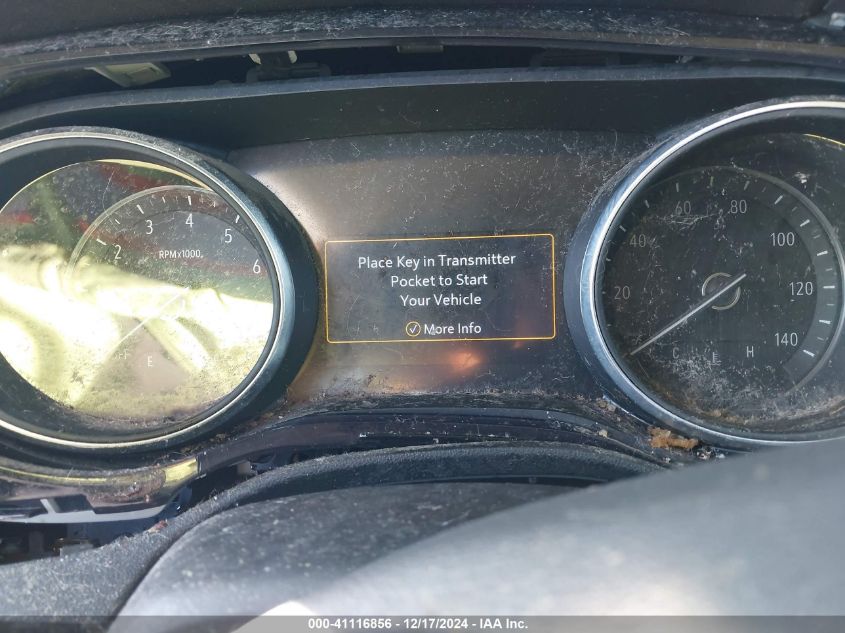 Place Key in Transmitter
Pocket to Start
Your Vehicle
More Info
2 3 4 5 6
RPMx1000
F E
20 40 60 80 100 120 140
C E H
000-41116856 - 12/17/2024 - IAA Inc.